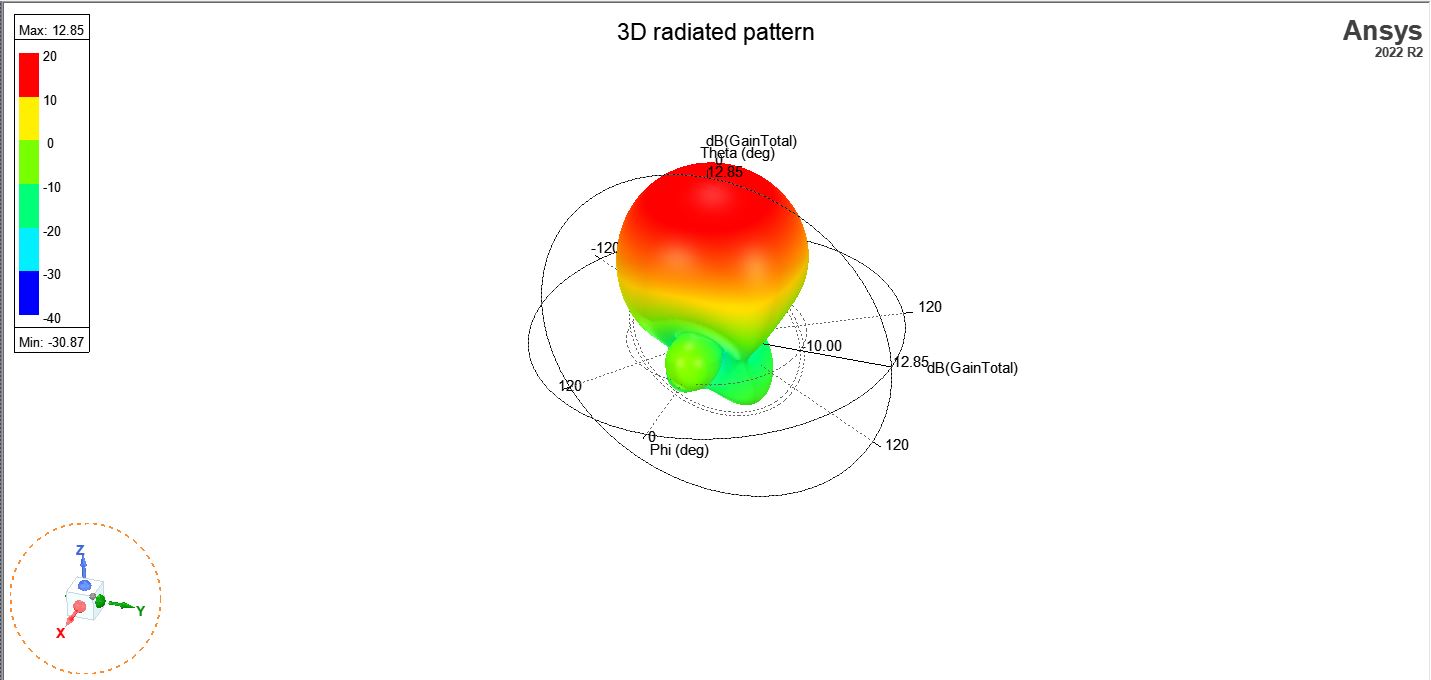 3D radiated pattern
Ansys
2022 R2
Max: 12.85
20
10
0
-10
-20
-30
-40
Min: -30.87
dB(GainTotal)
Theta (deg)
0
12.85
-120
120
-10.00
12.85
dB(GainTotal)
120
0
Phi (deg)
120
Z
Y
X